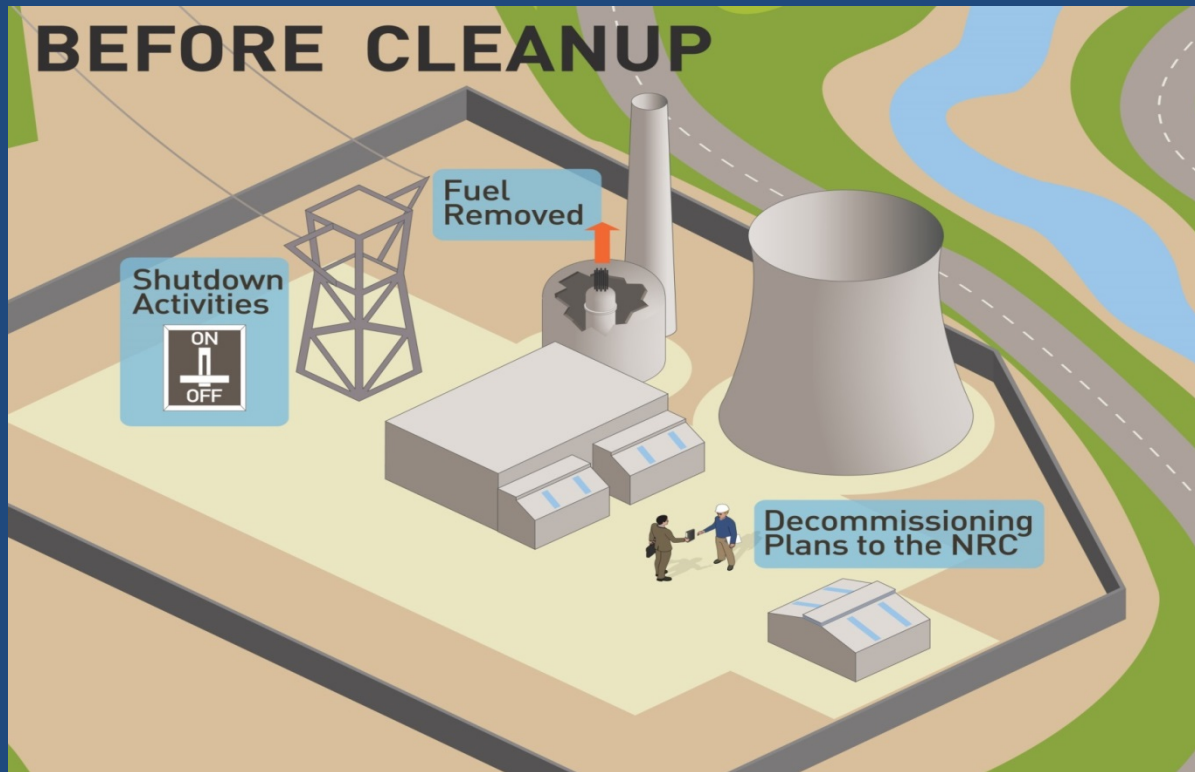 BEFORE CLEANUP
Fuel
Removed
Shutdown
Activities
ON
OFF
Decommissioning
Plans to the NRC